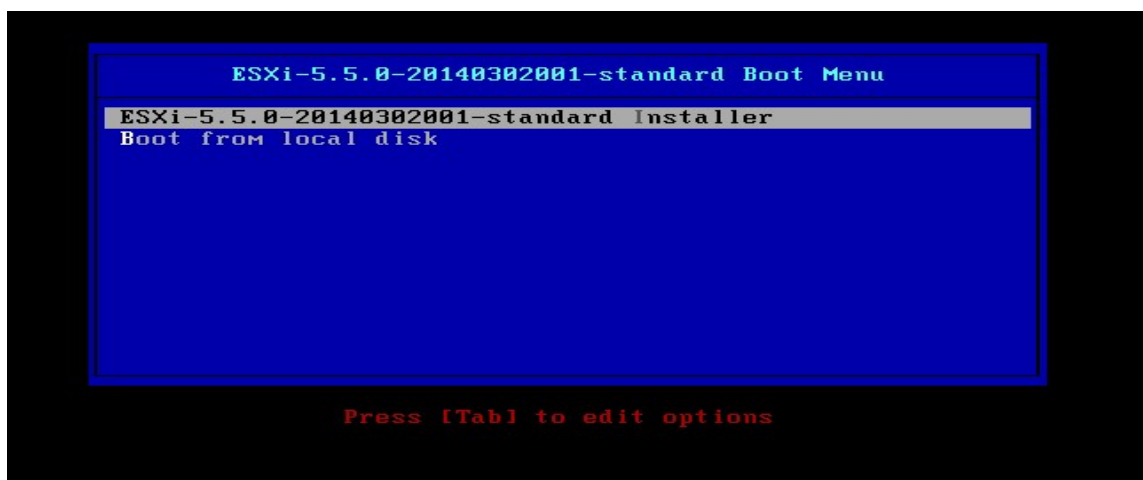 ESXi-5.5.0-20140302001-standard Boot Menu
ESXi-5.5.0-20140302001-standard Installer
Boot from local disk
Press [Tab] to edit options